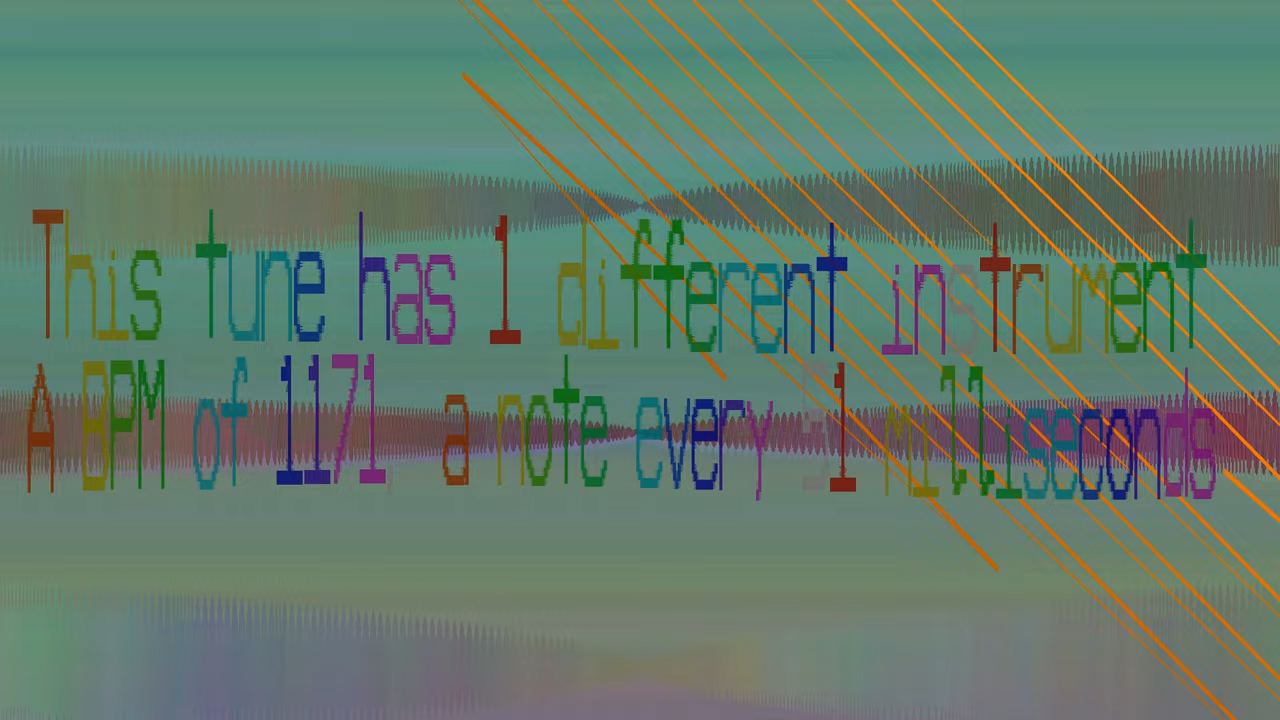 This tune has 1 different instrument
A BPM of 1171, a note every 51 milliseconds